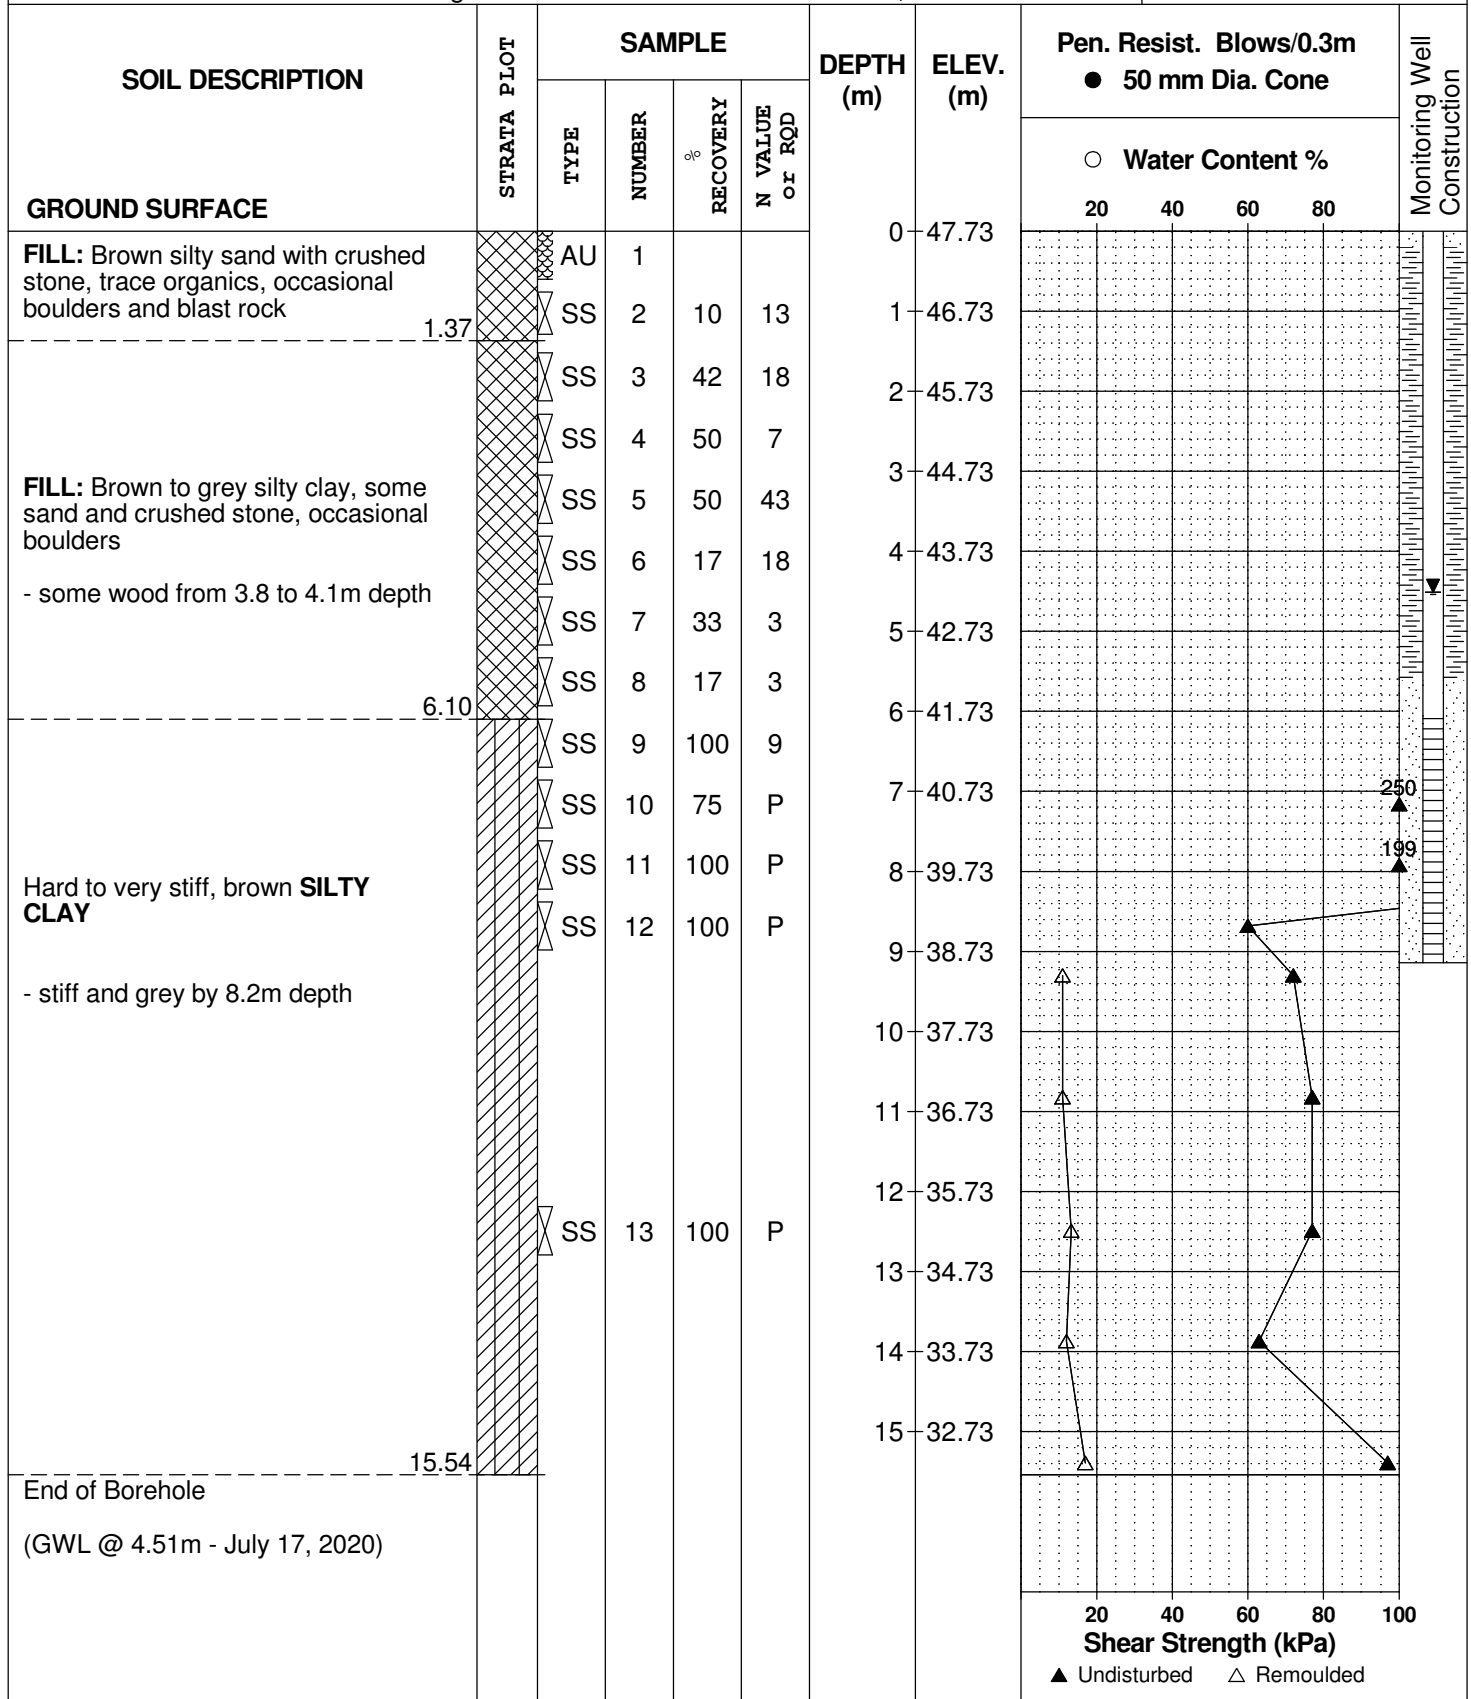 SOIL DESCRIPTION
GROUND SURFACE
STRATA PLOT
SAMPLE
TYPE
NUMBER
%
RECOVERY
N VALUE
or RQD
DEPTH
(m)
ELEV.
(m)
Pen. Resist. Blows/0.3m
● 50 mm Dia. Cone
○ Water Content %
20 40 60 80
Monitoring Well
Construction
FILL: Brown silty sand with crushed
stone, trace organics, occasional
boulders and blast rock
1.37
FILL: Brown to grey silty clay, some
sand and crushed stone, occasional
boulders
- some wood from 3.8 to 4.1m depth
6.10
Hard to very stiff, brown SILTY
CLAY
- stiff and grey by 8.2m depth
15.54
End of Borehole
(GWL @ 4.51m - July 17, 2020)
AU 1
SS 2 10 13
SS 3 42 18
SS 4 50 7
SS 5 50 43
SS 6 17 18
SS 7 33 3
SS 8 17 3
SS 9 100 9
SS 10 75 P
SS 11 100 P
SS 12 100 P
SS 13 100 P
0 47.73
1 46.73
2 45.73
3 44.73
4 43.73
5 42.73
6 41.73
7 40.73
8 39.73
9 38.73
10 37.73
11 36.73
12 35.73
13 34.73
14 33.73
15 32.73
250
199
20 40 60 80 100
Shear Strength (kPa)
▲ Undisturbed △ Remoulded